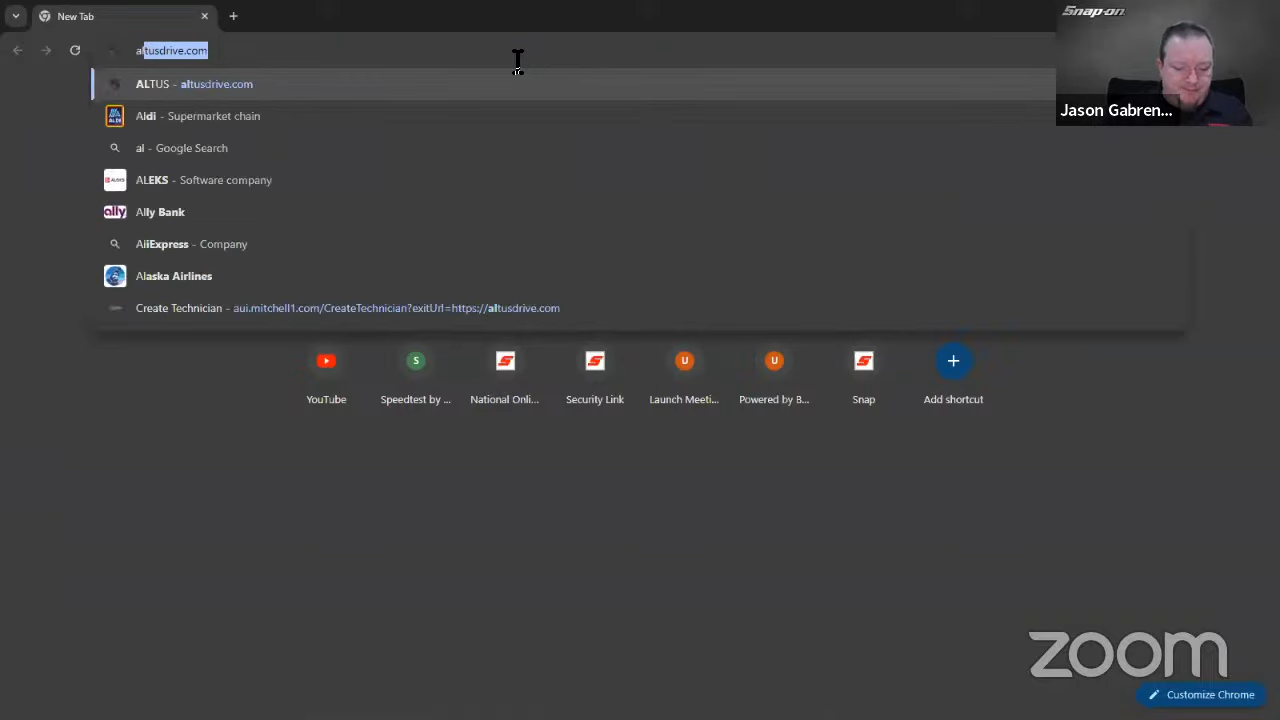 New Tab
altusdrive.com
ALTUS - altusdrive.com
Aldi - Supermarket chain
al - Google Search
ALEKS - Software company
ally Ally Bank
AliExpress - Company
Alaska Airlines
Create Technician - aui.mitchell1.com/CreateTechnician?exitUrl=https://altusdrive.com
S U U
YouTube Speedtest by ... National Onli... Security Link Launch Meeti... Powered by B... Snap Add shortcut
Snap-on
Jason Gabren...
zoom
Customize Chrome